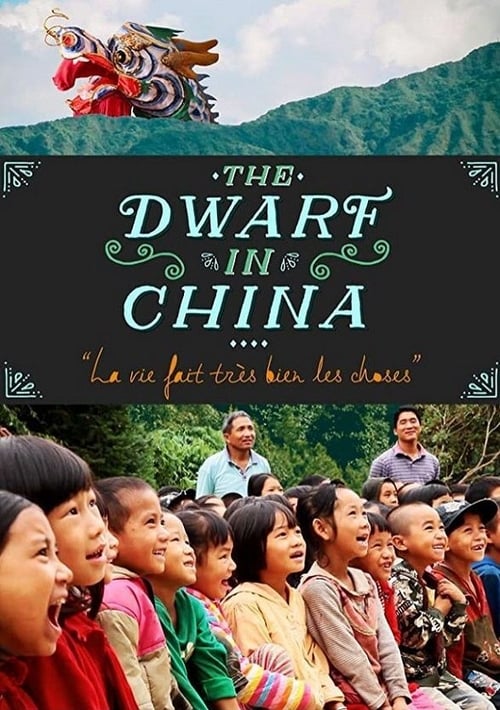 THE
DWARF
IN
CHINA
"La vie fait très bien les choses"